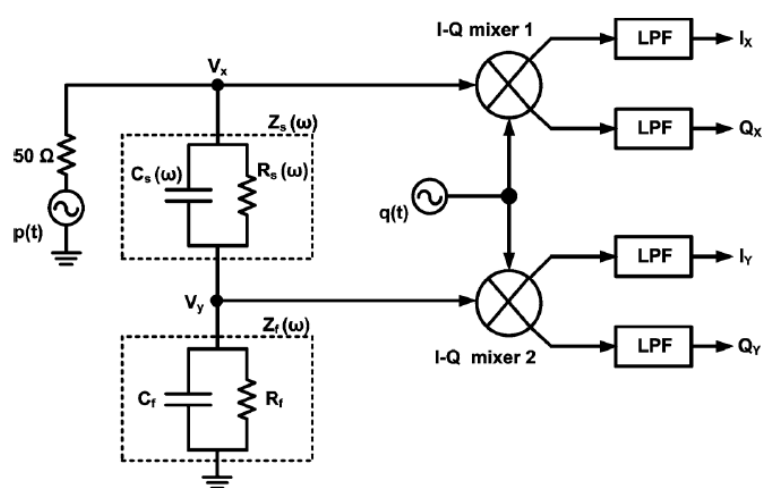 I-Q mixer 1
LPF
I_X
V_x
Z_s(ω)
50 Ω
C_s(ω)
R_s(ω)
LPF
Q_X
p(t)
q(t)
V_y
Z_f(ω)
LPF
I_Y
C_f
R_f
I-Q mixer 2
LPF
Q_Y